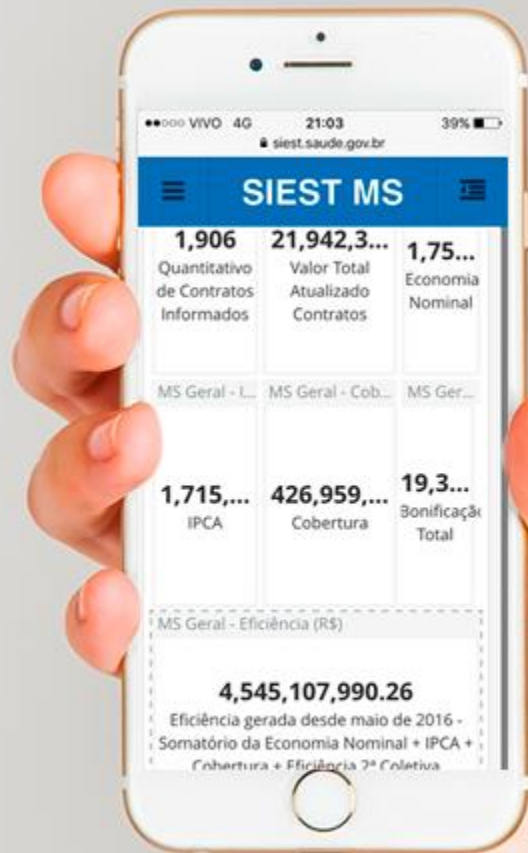 VIVO 4G 21:03 39%
siest.saude.gov.br
SIEST MS
1,906
Quantitativo
de Contratos
Informados
21,942,3...
Valor Total
Atualizado
Contratos
1,75...
Economia
Nominal
MS Geral - I... MS Geral - Cob... MS Ger...
1,715,...
IPCA
426,959,...
Cobertura
19,3...
Bonificação
Total
MS Geral - Eficiência (R$)
4,545,107,990.26
Eficiência gerada desde maio de 2016 -
Somatório da Economia Nominal + IPCA +
Cobertura + Eficiência 2ª Coletiva